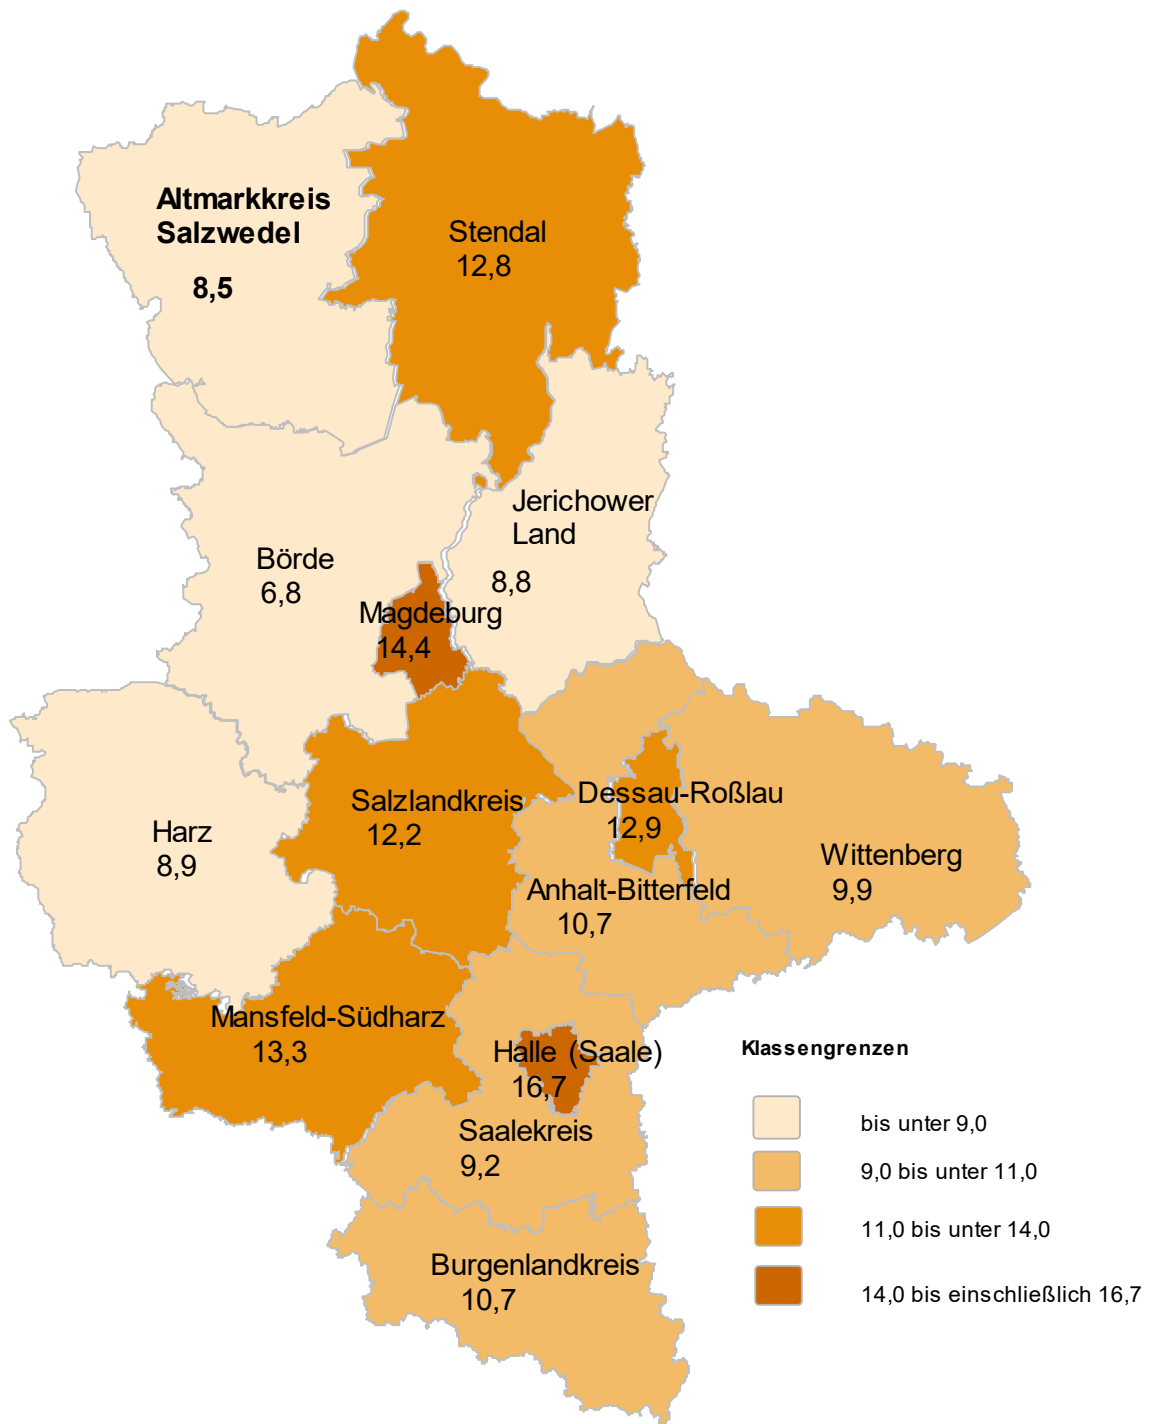 Altmarkkreis
Salzwedel
8,5
Stendal
12,8
Jerichower
Land
8,8
Börde
6,8
Magdeburg
14,4
Salzlandkreis
12,2
Dessau-Roßlau
12,9
Harz
8,9
Wittenberg
9,9
Anhalt-Bitterfeld
10,7
Mansfeld-Südharz
13,3
Halle (Saale)
16,7
Saalekreis
9,2
Burgenlandkreis
10,7
Klassengrenzen
bis unter 9,0
9,0 bis unter 11,0
11,0 bis unter 14,0
14,0 bis einschließlich 16,7